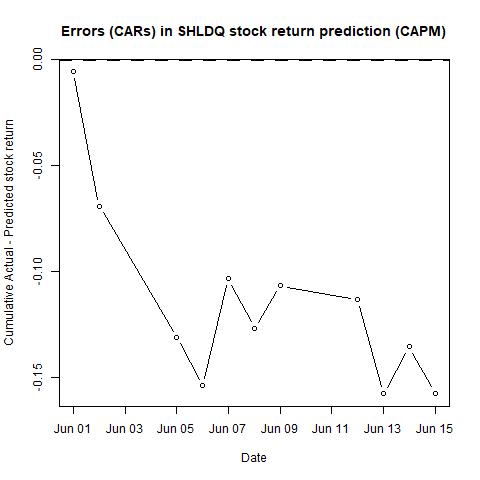 Errors (CARs) in SHLDQ stock return prediction (CAPM)
Cumulative Actual - Predicted stock return
0.00
-0.05
-0.10
-0.15
Jun 01 Jun 03 Jun 05 Jun 07 Jun 09 Jun 11 Jun 13 Jun 15
Date